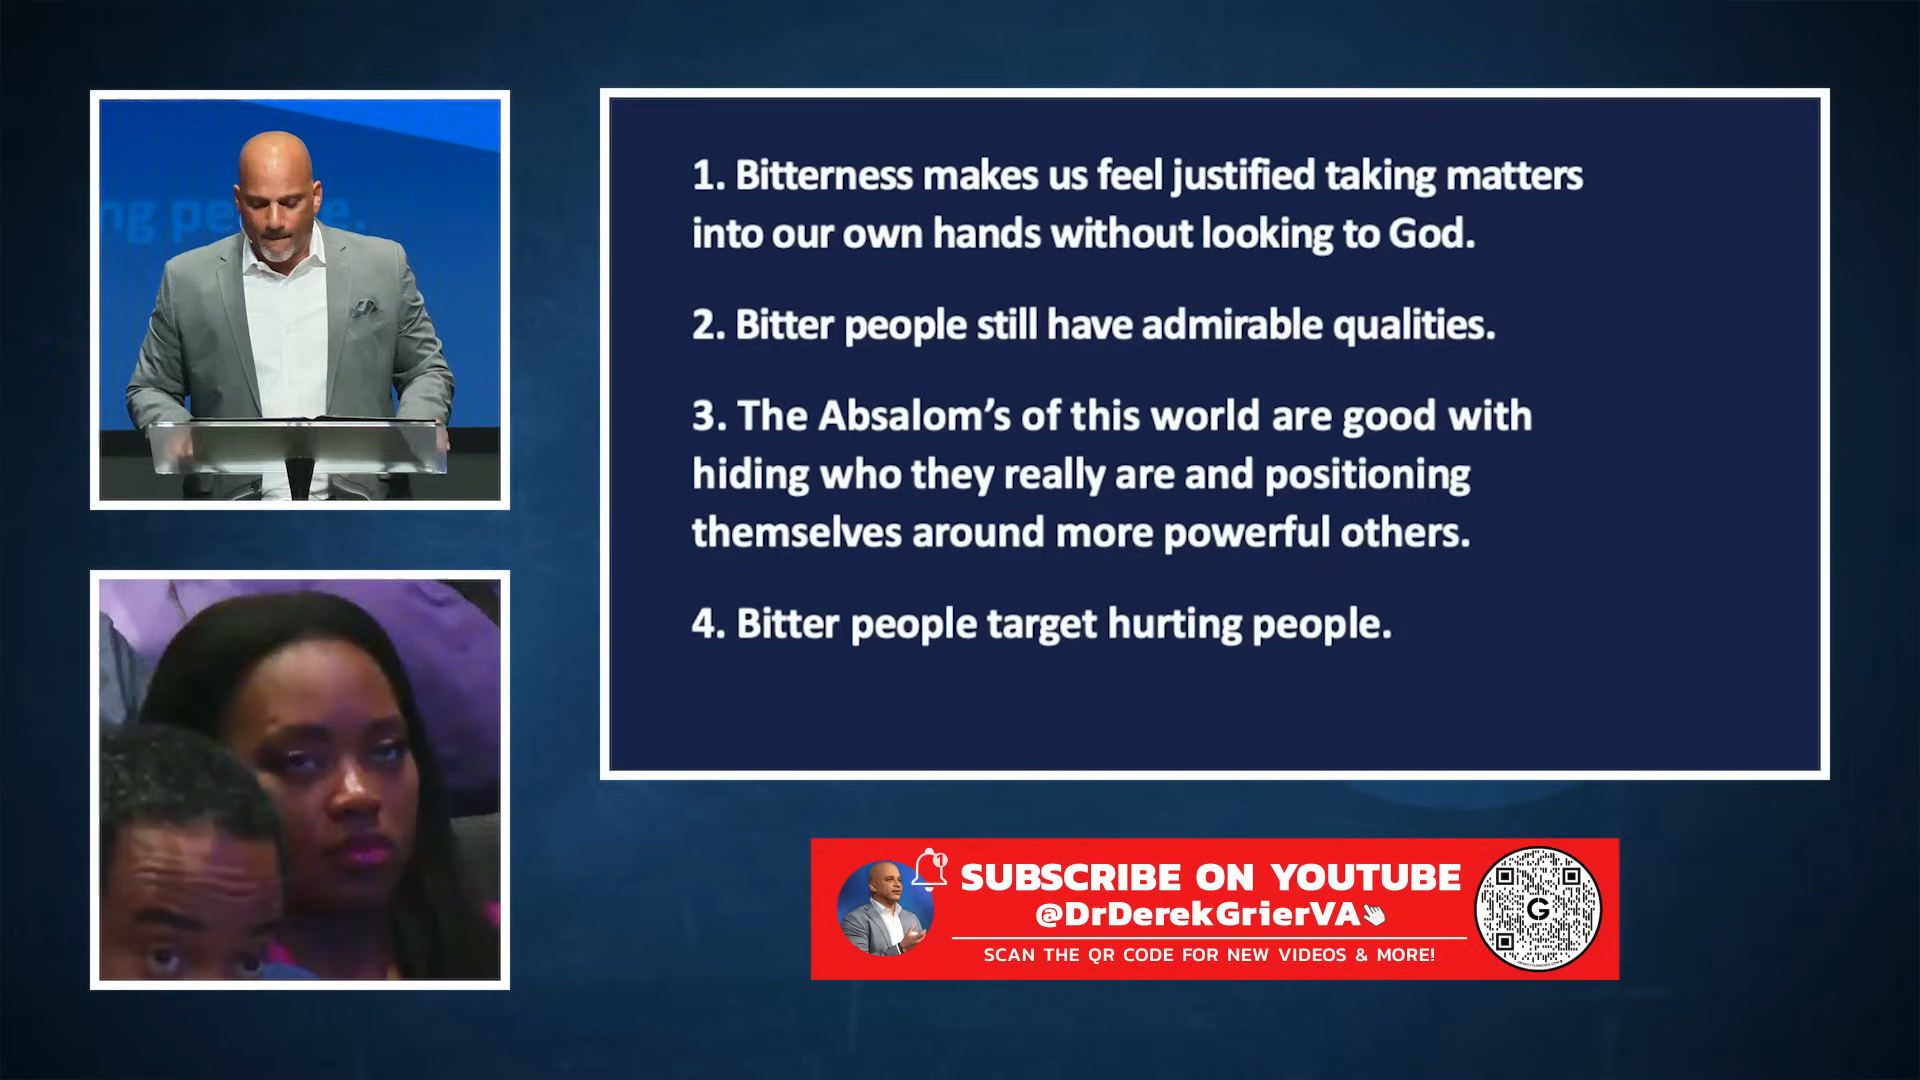 ng pe e.
1. Bitterness makes us feel justified taking matters
into our own hands without looking to God.
2. Bitter people still have admirable qualities.
3. The Absalom’s of this world are good with
hiding who they really are and positioning
themselves around more powerful others.
4. Bitter people target hurting people.
1
SUBSCRIBE ON YOUTUBE
@DrDerekGrierVA
SCAN THE QR CODE FOR NEW VIDEOS & MORE!
G